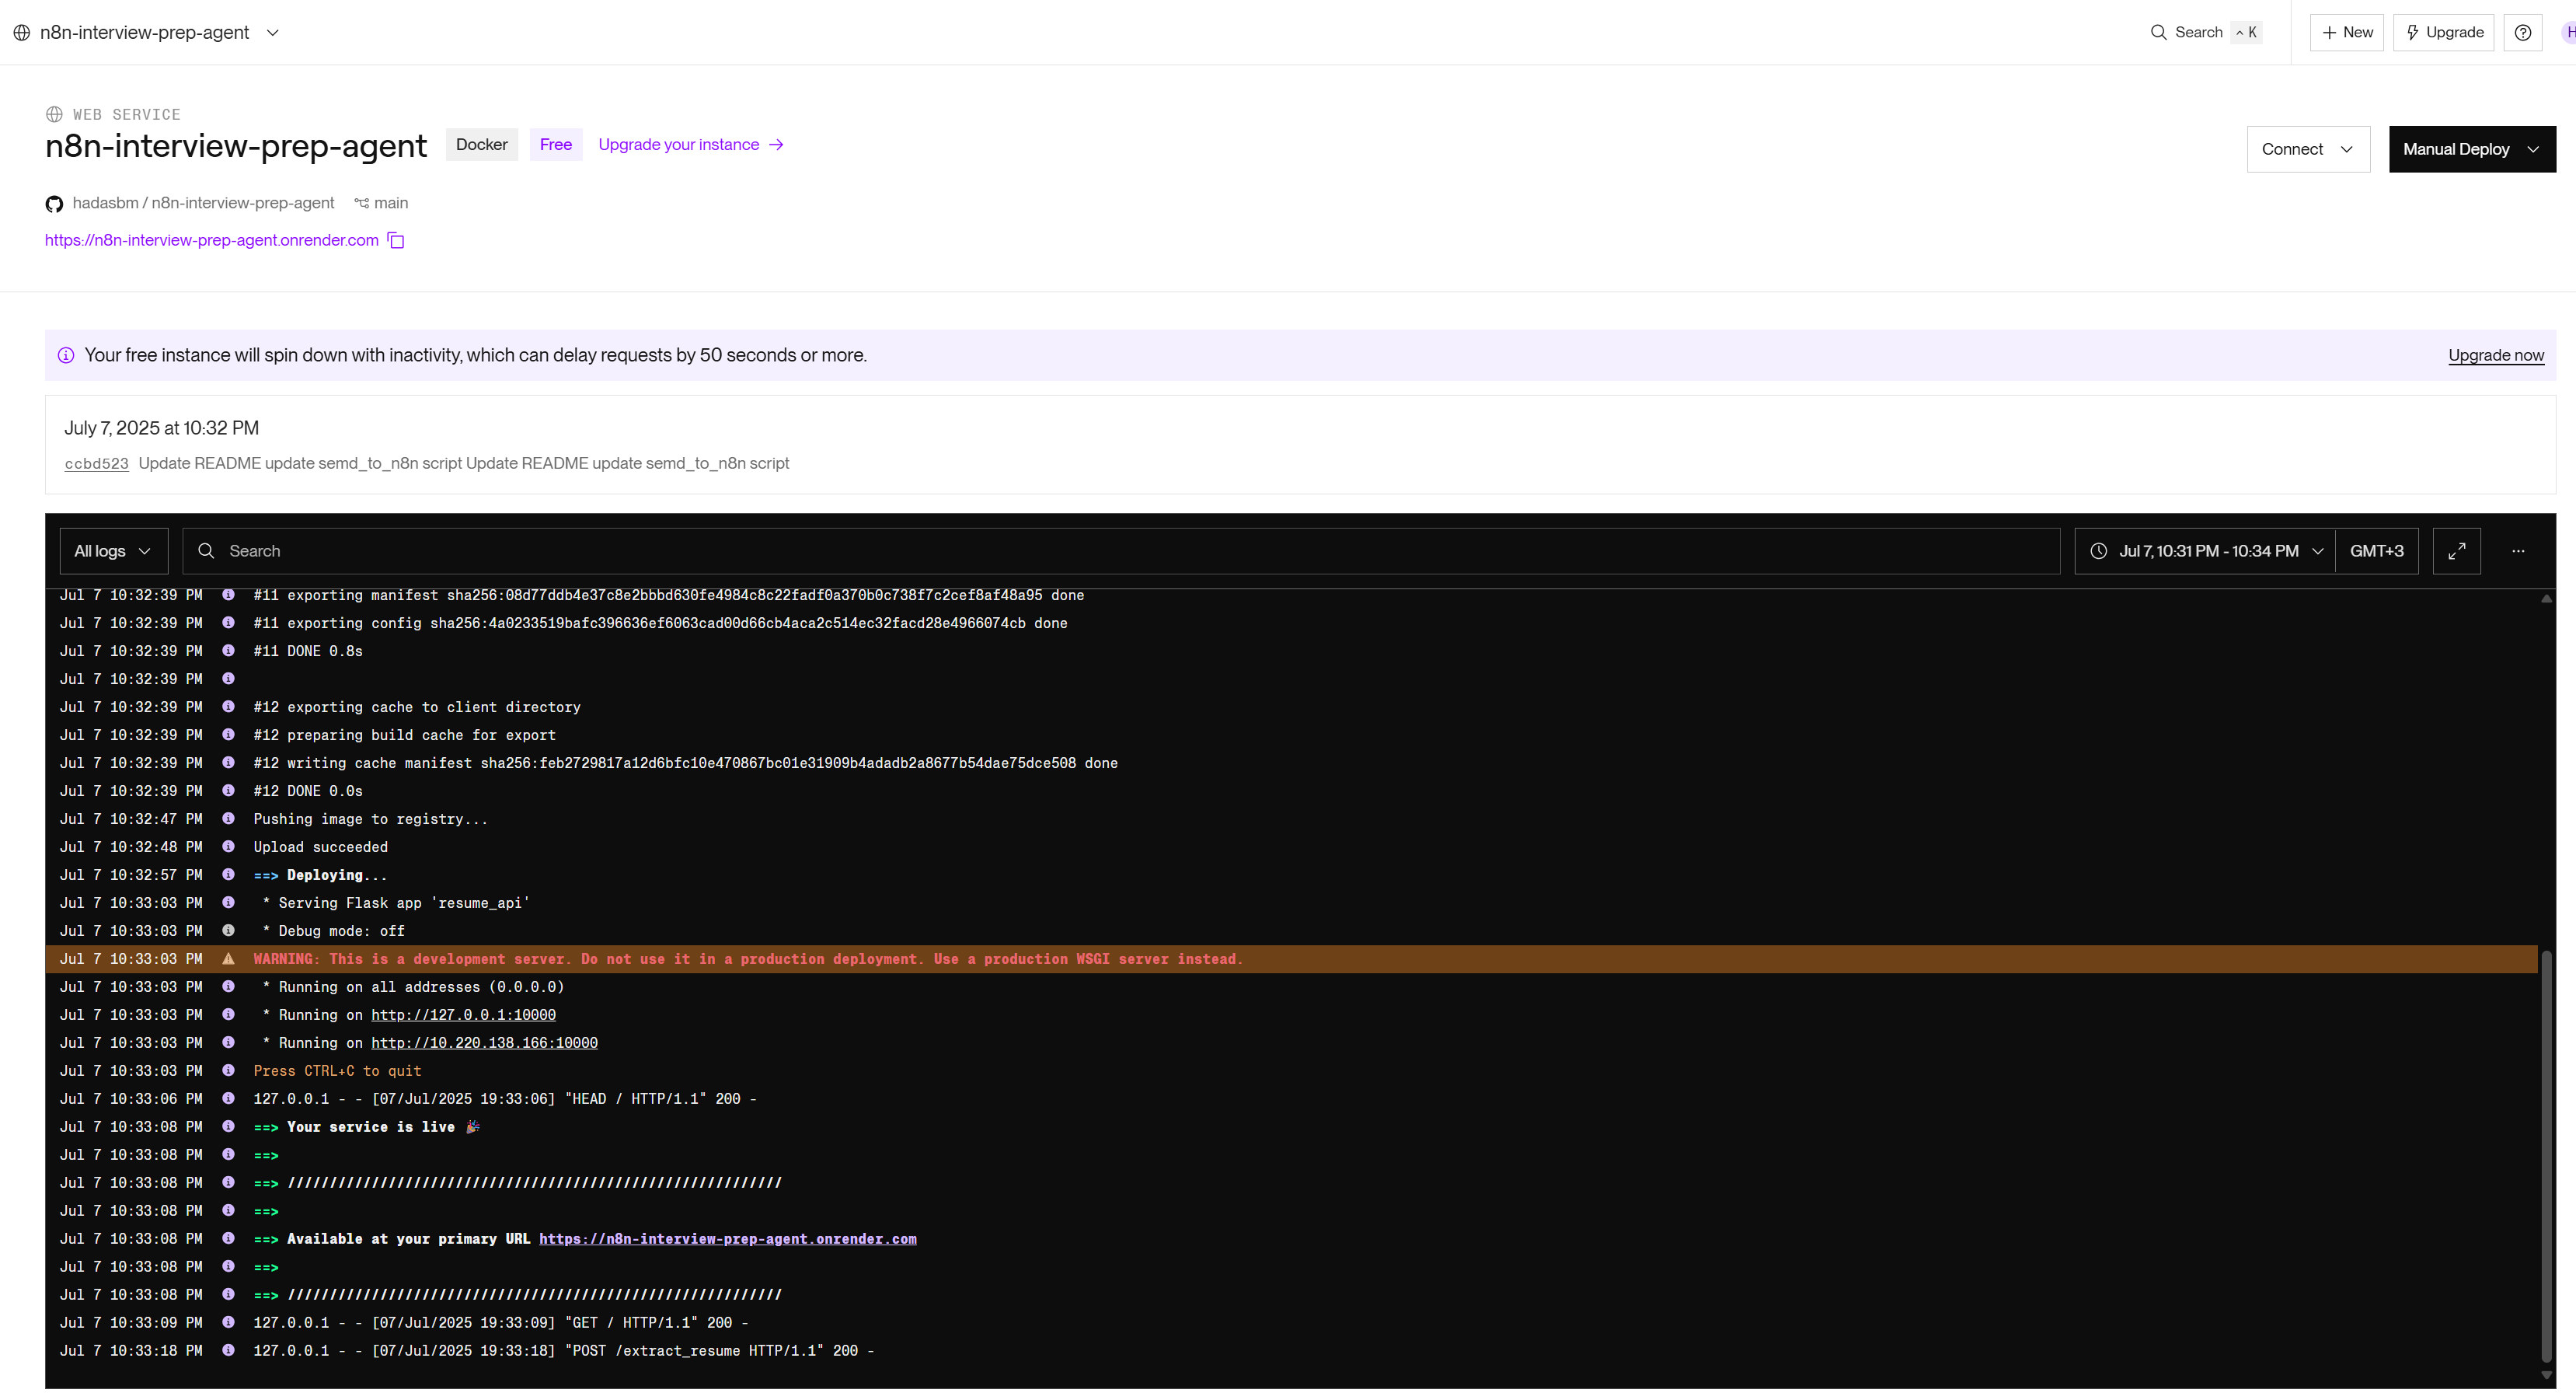 n8n-interview-prep-agent
Search ⌃ K
+ New
Upgrade
H
WEB SERVICE
n8n-interview-prep-agent Docker Free Upgrade your instance →
Connect
Manual Deploy
hadasbm / n8n-interview-prep-agent main
https://n8n-interview-prep-agent.onrender.com
Your free instance will spin down with inactivity, which can delay requests by 50 seconds or more.
Upgrade now
July 7, 2025 at 10:32 PM
ccbd523 Update README update semd_to_n8n script Update README update semd_to_n8n script
All logs
Search
Jul 7, 10:31 PM - 10:34 PM
GMT+3
...
Jul 7 10:32:39 PM #11 exporting manifest sha256:08d77ddb4e37c8e2bbbd630fe4984c8c22fadf0a370b0c738f7c2cef8af48a95 done
Jul 7 10:32:39 PM #11 exporting config sha256:4a0233519bafc396636ef6063cad00d66cb4aca2c514ec32facd28e4966074cb done
Jul 7 10:32:39 PM #11 DONE 0.8s
Jul 7 10:32:39 PM
Jul 7 10:32:39 PM #12 exporting cache to client directory
Jul 7 10:32:39 PM #12 preparing build cache for export
Jul 7 10:32:39 PM #12 writing cache manifest sha256:feb2729817a12d6bfc10e470867bc01e31909b4adadb2a8677b54dae75dce508 done
Jul 7 10:32:39 PM #12 DONE 0.0s
Jul 7 10:32:47 PM Pushing image to registry...
Jul 7 10:32:48 PM Upload succeeded
Jul 7 10:32:57 PM ==> Deploying...
Jul 7 10:33:03 PM * Serving Flask app 'resume_api'
Jul 7 10:33:03 PM * Debug mode: off
Jul 7 10:33:03 PM WARNING: This is a development server. Do not use it in a production deployment. Use a production WSGI server instead.
Jul 7 10:33:03 PM * Running on all addresses (0.0.0.0)
Jul 7 10:33:03 PM * Running on http://127.0.0.1:10000
Jul 7 10:33:03 PM * Running on http://10.220.138.166:10000
Jul 7 10:33:03 PM Press CTRL+C to quit
Jul 7 10:33:06 PM 127.0.0.1 - - [07/Jul/2025 19:33:06] "HEAD / HTTP/1.1" 200 -
Jul 7 10:33:08 PM ==> Your service is live 🎉
Jul 7 10:33:08 PM ==>
Jul 7 10:33:08 PM ==> ///////////////////////////////////////////////////////////
Jul 7 10:33:08 PM ==>
Jul 7 10:33:08 PM ==> Available at your primary URL https://n8n-interview-prep-agent.onrender.com
Jul 7 10:33:08 PM ==>
Jul 7 10:33:08 PM ==> ///////////////////////////////////////////////////////////
Jul 7 10:33:09 PM 127.0.0.1 - - [07/Jul/2025 19:33:09] "GET / HTTP/1.1" 200 -
Jul 7 10:33:18 PM 127.0.0.1 - - [07/Jul/2025 19:33:18] "POST /extract_resume HTTP/1.1" 200 -